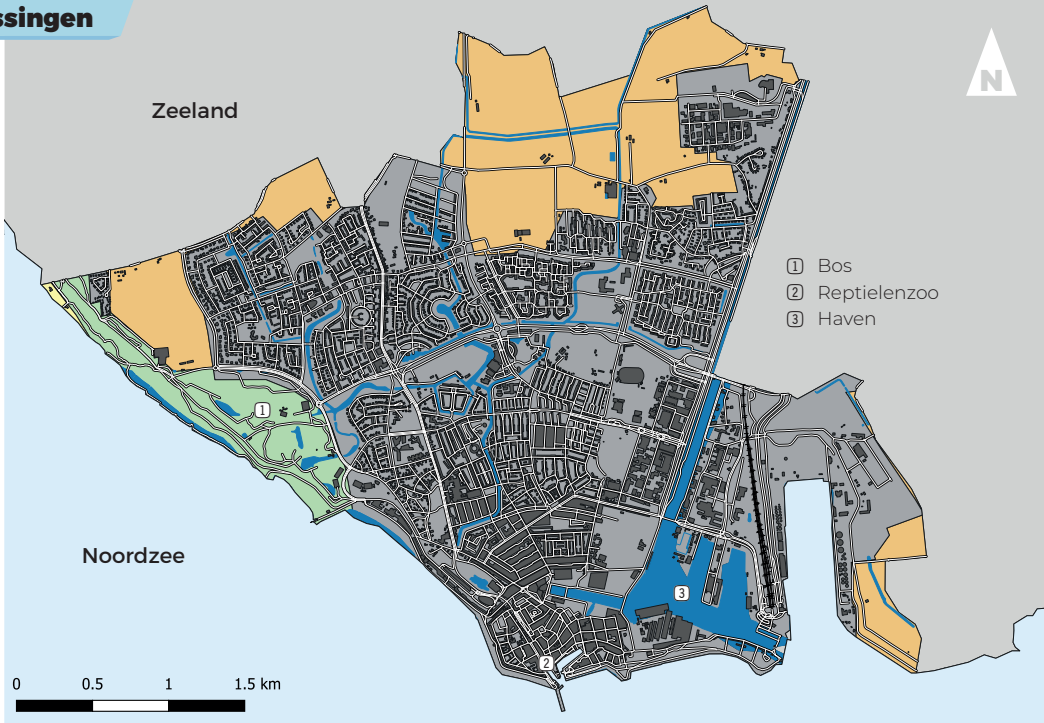 ssingen
Zeeland
N
1 Bos
2 Reptielenzoo
3 Haven
1
Noordzee
3
2
0 0.5 1 1.5 km